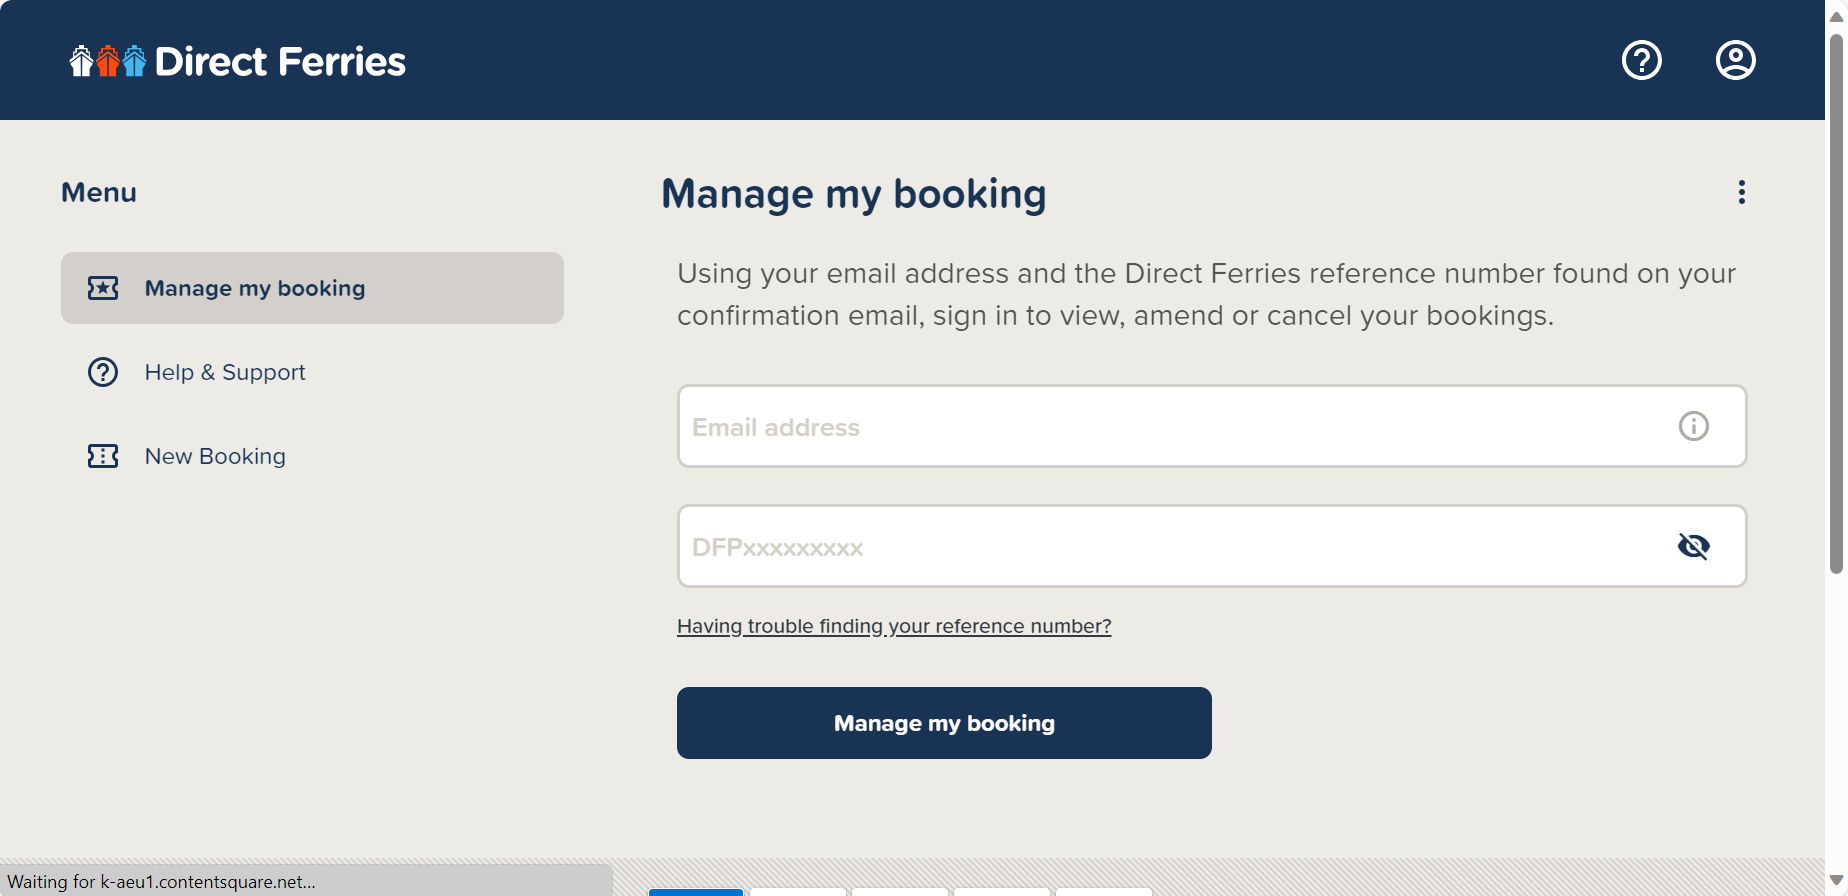 Direct Ferries
Menu
Manage my booking
Help & Support
New Booking
Manage my booking
Using your email address and the Direct Ferries reference number found on your
confirmation email, sign in to view, amend or cancel your bookings.
Email address
DFPxxxxxxxxx
Having trouble finding your reference number?
Manage my booking
Waiting for k-aeu1.contentsquare.net...